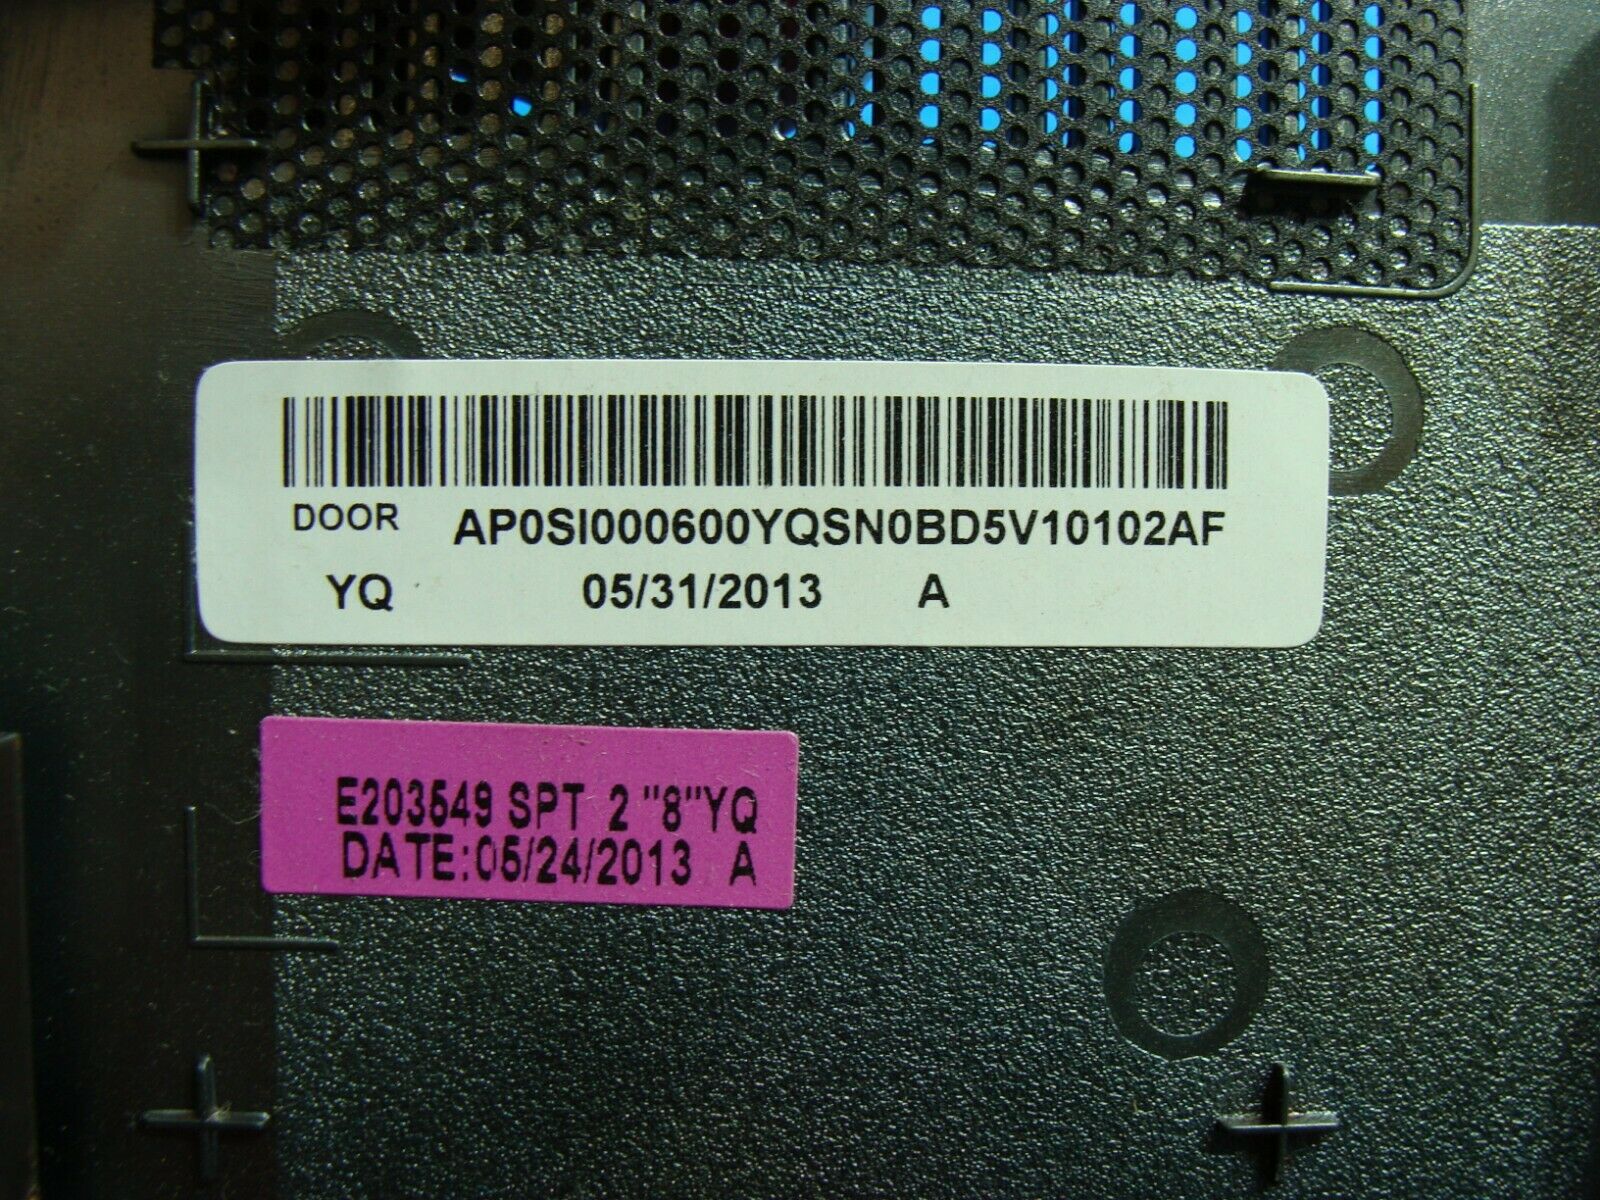 DOOR AP0SI000600YQSN0BD5V10102AF
YQ 05/31/2013 A
E203549 SPT 2 "8"YQ
DATE:05/24/2013 A